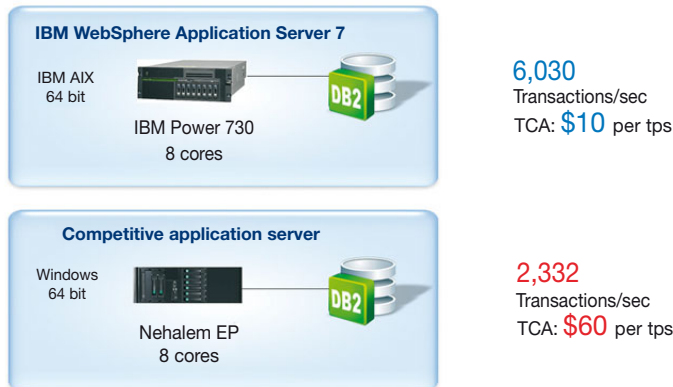 IBM WebSphere Application Server 7
IBM AIX
64 bit
DB2
IBM Power 730
8 cores
6,030
Transactions/sec
TCA: $10 per tps
Competitive application server
Windows
64 bit
DB2
Nehalem EP
8 cores
2,332
Transactions/sec
TCA: $60 per tps